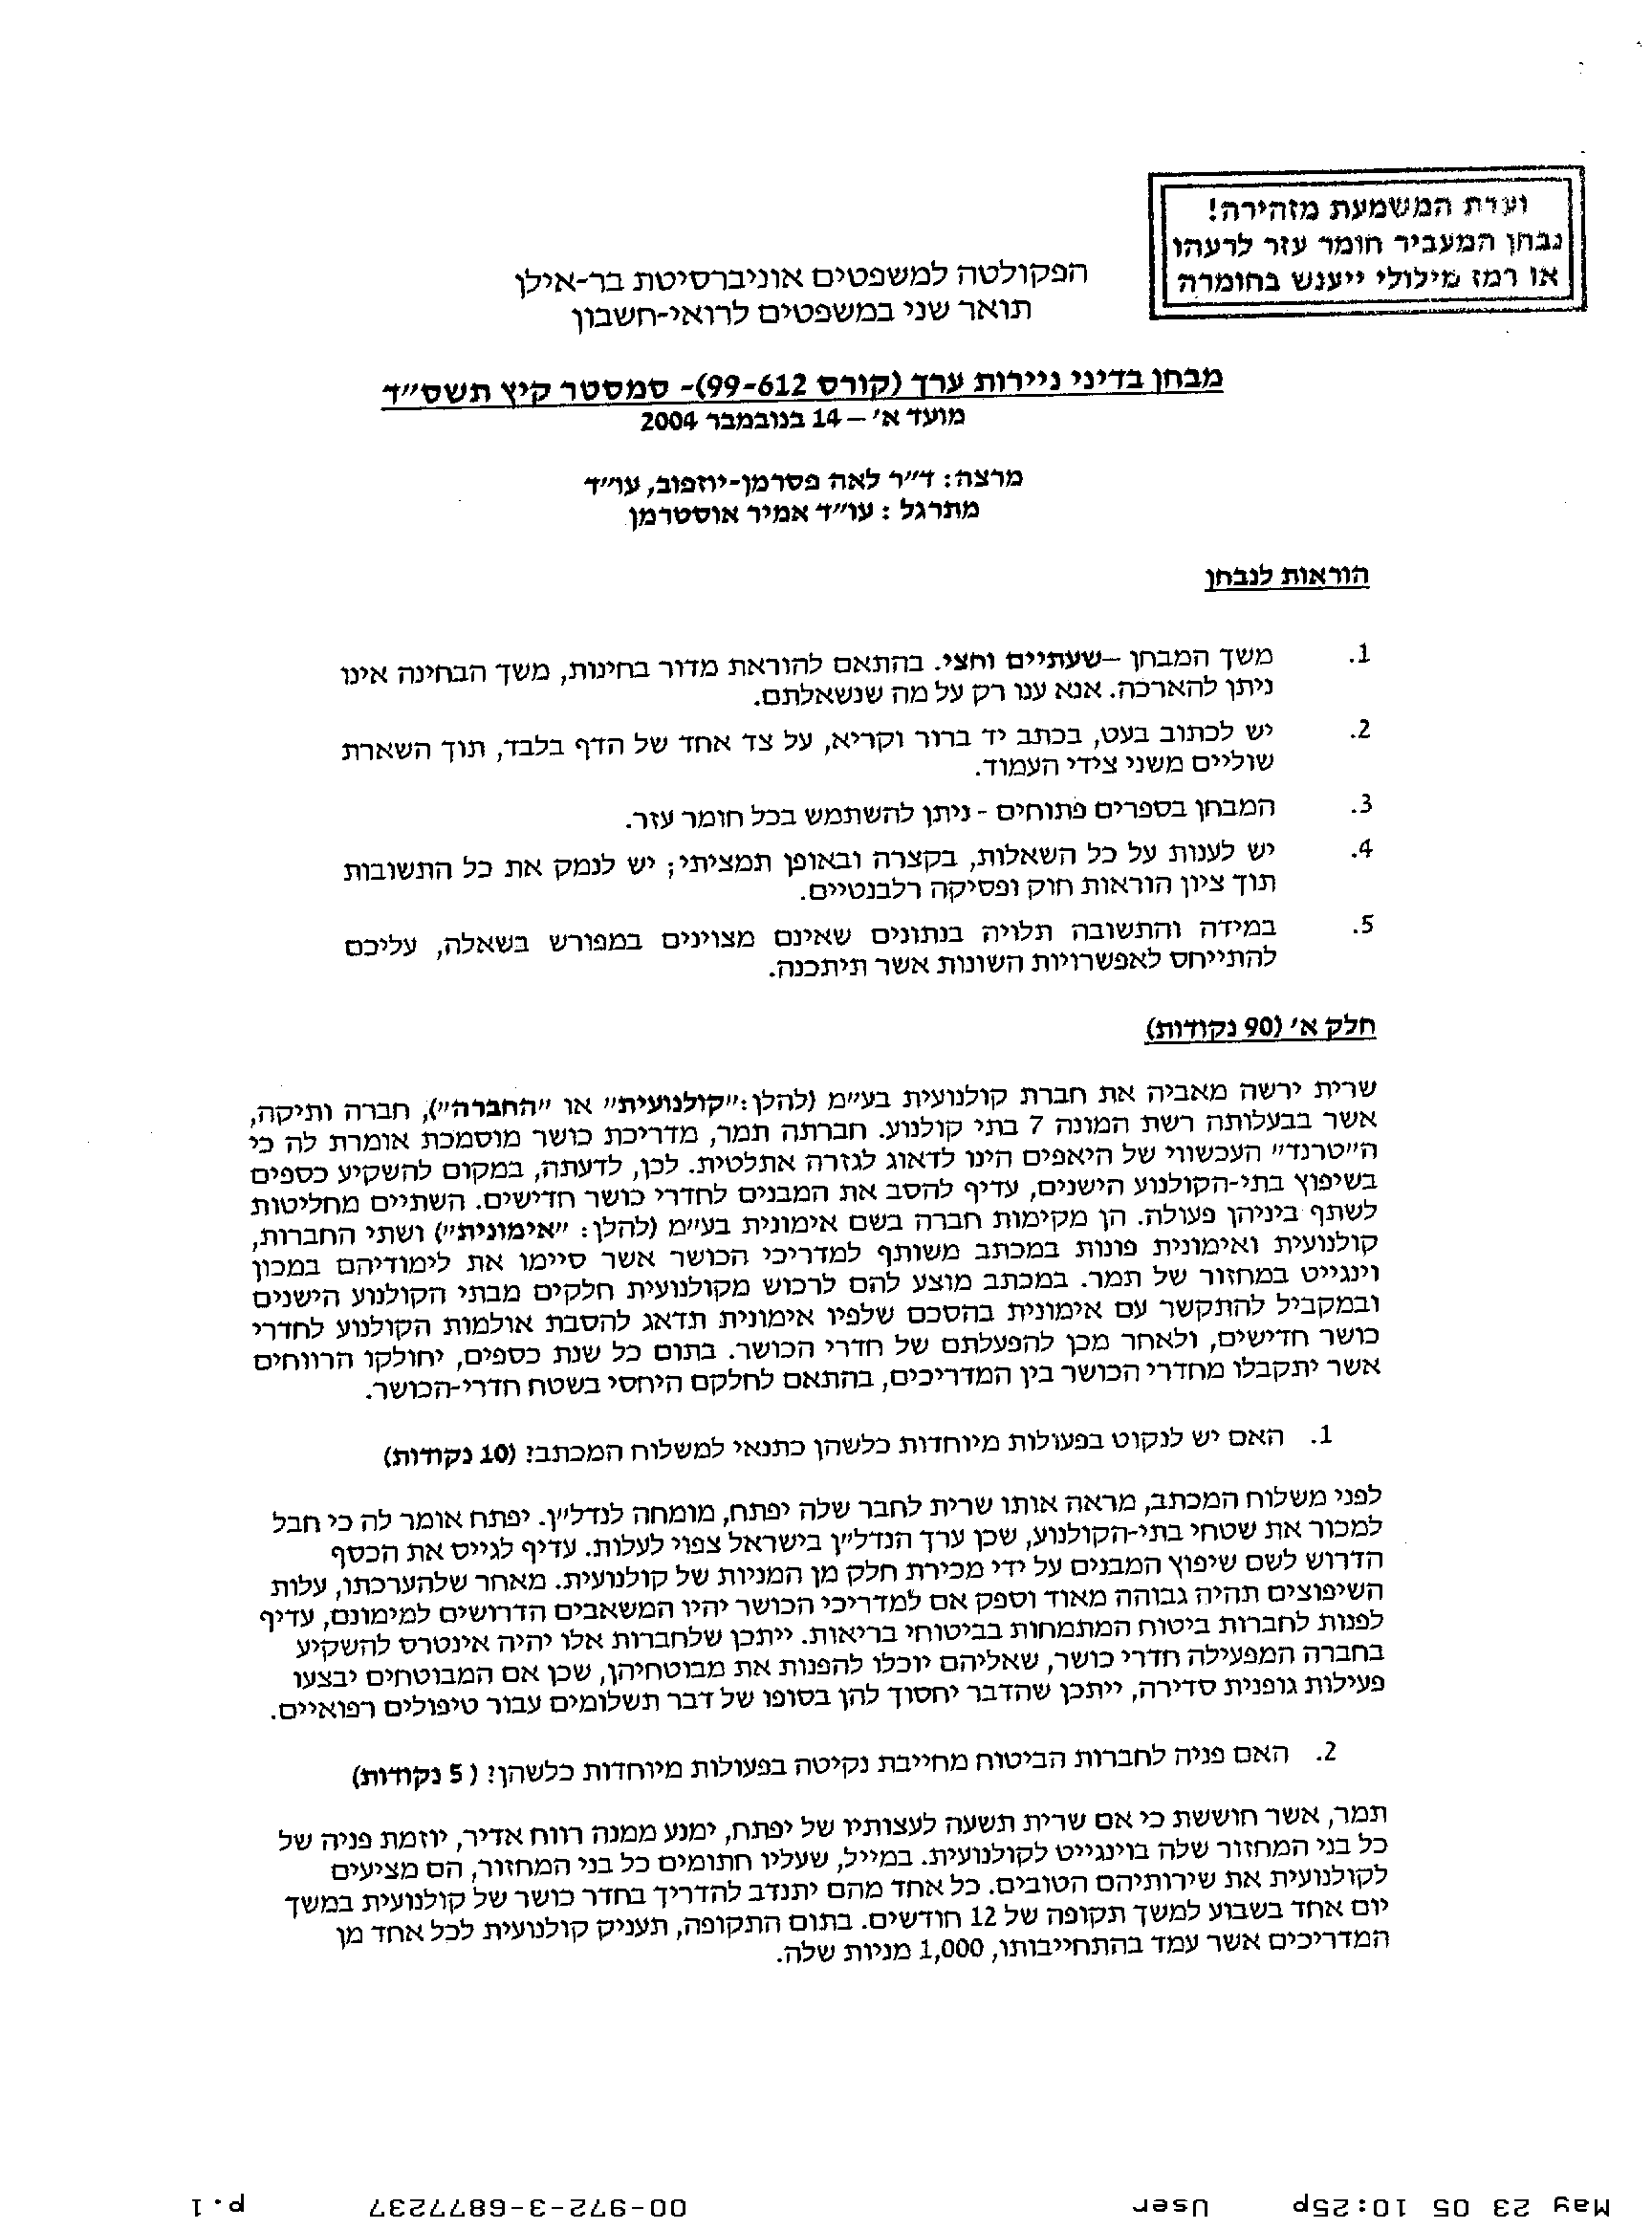 ועדת המשמעת מזהירה!
נבחן המעביר חומר עזר לרעהו
או רמז מילולי ייענש בחומרה
הפקולטה למשפטים אוניברסיטת בר-אילן
תואר שני במשפטים לרואי-חשבון
מבחן בדיני ניירות ערך (קורס 99-612)- סמסטר קיץ תשס״ד
מועד א׳ – 14 בנובמבר 2004
מרצה: ד״ר לאה פסרמן-יוזפוב, עו״ד
מתרגל : עו״ד אמיר אוסטרמן
הוראות לנבחן
1. משך המבחן –שעתיים וחצי. בהתאם להוראת מדור בחינות, משך הבחינה אינו
ניתן להארכה. אנא ענו רק על מה שנשאלתם.
2. יש לכתוב בעט, בכתב יד ברור וקריא, על צד אחד של הדף בלבד, תוך השארת
שוליים משני צידי העמוד.
3. המבחן בספרים פתוחים - ניתן להשתמש בכל חומר עזר.
4. יש לענות על כל השאלות, בקצרה ובאופן תמציתי; יש לנמק את כל התשובות
תוך ציון הוראות חוק ופסיקה רלבנטיים.
5. במידה והתשובה תלויה בנתונים שאינם מצוינים במפורש בשאלה, עליכם
להתייחס לאפשרויות השונות אשר תיתכנה.
חלק א׳ (90 נקודות)
שרית ירשה מאביה את חברת קולנועית בע״מ (להלן:״קולנועית״ או ״החברה״), חברה ותיקה,
אשר בבעלותה רשת המונה 7 בתי קולנוע. חברתה תמר, מדריכת כושר מוסמכת אומרת לה כי
ה״טרנד״ העכשווי של היאפים הינו לדאוג לגזרה אתלטית. לכן, לדעתה, במקום להשקיע כספים
בשיפוץ בתי-הקולנוע הישנים, עדיף להסב את המבנים לחדרי כושר חדישים. השתיים מחליטות
לשתף ביניהן פעולה. הן מקימות חברה בשם אימונית בע״מ (להלן: ״אימונית״) ושתי החברות,
קולנועית ואימונית פונות במכתב משותף למדריכי הכושר אשר סיימו את לימודיהם במכון
וינגייט במחזור של תמר. במכתב מוצע להם לרכוש מקולנועית חלקים מבתי הקולנוע הישנים
ובמקביל להתקשר עם אימונית בהסכם שלפיו אימונית תדאג להסבת אולמות הקולנוע לחדרי
כושר חדישים, ולאחר מכן להפעלתם של חדרי הכושר. בתום כל שנת כספים, יחולקו הרווחים
אשר יתקבלו מחדרי הכושר בין המדריכים, בהתאם לחלקם היחסי בשטח חדרי-הכושר.
1. האם יש לנקוט בפעולות מיוחדות כלשהן כתנאי למשלוח המכתב? (10 נקודות)
לפני משלוח המכתב, מראה אותו שרית לחבר שלה יפתח, מומחה לנדל״ן. יפתח אומר לה כי חבל
למכור את שטחי בתי-הקולנוע, שכן ערך הנדל״ן בישראל צפוי לעלות. עדיף לגייס את הכסף
הדרוש לשם שיפוץ המבנים על ידי מכירת חלק מן המניות של קולנועית. מאחר שלהערכתו, עלות
השיפוצים תהיה גבוהה מאוד וספק אם למדריכי הכושר יהיו המשאבים הדרושים למימונם, עדיף
לפנות לחברות ביטוח המתמחות בביטוחי בריאות. ייתכן שלחברות אלו יהיה אינטרס להשקיע
בחברה המפעילה חדרי כושר, שאליהם יוכלו להפנות את מבוטחיהן, שכן אם המבוטחים יבצעו
פעילות גופנית סדירה, ייתכן שהדבר יחסוך להן בסופו של דבר תשלומים עבור טיפולים רפואיים.
2. האם פניה לחברות הביטוח מחייבת נקיטה בפעולות מיוחדות כלשהן? ( 5 נקודות)
תמר, אשר חוששת כי אם שרית תשעה לעצותיו של יפתח, ימנע ממנה רווח אדיר, יוזמת פניה של
כל בני המחזור שלה בוינגייט לקולנועית. במייל, שעליו חתומים כל בני המחזור, הם מציעים
לקולנועית את שירותיהם הטובים. כל אחד מהם יתנדב להדריך בחדר כושר של קולנועית במשך
יום אחד בשבוע למשך תקופה של 12 חודשים. בתום התקופה, תעניק קולנועית לכל אחד מן
המדריכים אשר עמד בהתחייבותו, 1,000 מניות שלה.
May 23 05 10:25p User 00-972-3-6877237 p.1